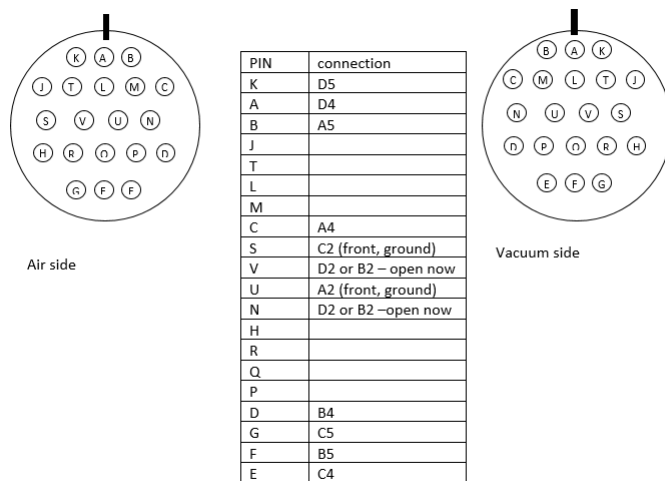 K A B
J T L M C
S V U N
H R Q P D
G F F
Air side
PIN connection
K D5
A D4
B A5
J
T
L
M
C A4
S C2 (front, ground)
V D2 or B2 – open now
U A2 (front, ground)
N D2 or B2 –open now
H
R
Q
P
D B4
G C5
F B5
E C4
B A K
C M L T J
N U V S
D P Q R H
E F G
Vacuum side